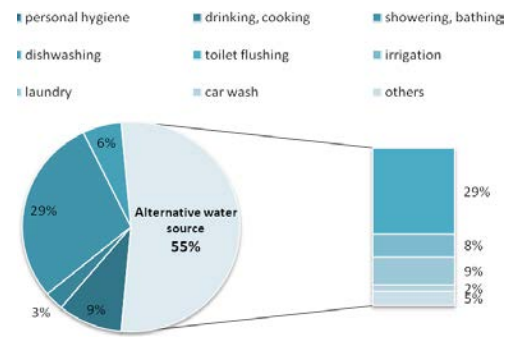 personal hygiene drinking, cooking showering, bathing
dishwashing toilet flushing irrigation
laundry car wash others
6%
29%
Alternative water
source
55%
3%
9%
29%
8%
9%
2%
5%